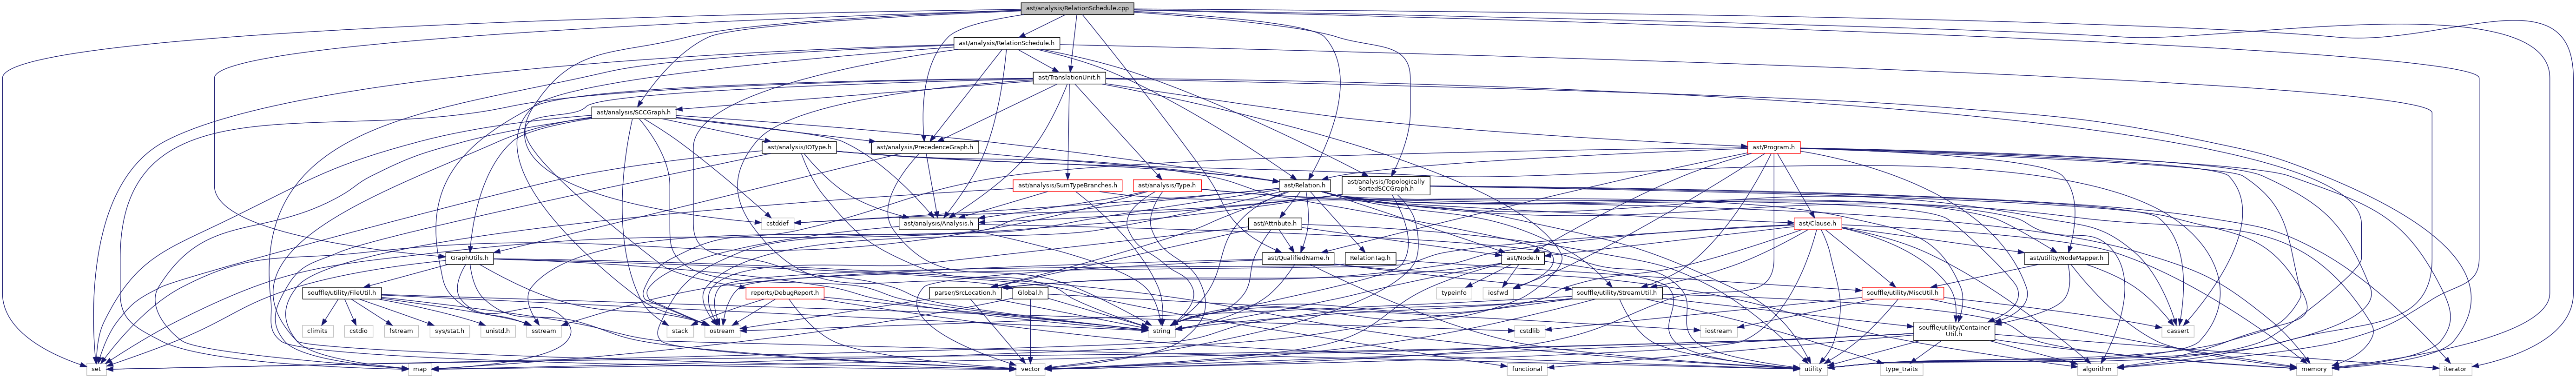 ast/analysis/RelationSchedule.cpp
ast/analysis/RelationSchedule.h
ast/TranslationUnit.h
ast/analysis/SCCGraph.h
ast/analysis/IOType.h
ast/analysis/PrecedenceGraph.h
ast/Program.h
ast/analysis/SumTypeBranches.h
ast/analysis/Type.h
ast/Relation.h
ast/analysis/Topologically
SortedSCCGraph.h
cstddef
ast/analysis/Analysis.h
ast/Attribute.h
ast/Clause.h
GraphUtils.h
ast/QualifiedName.h
RelationTag.h
ast/Node.h
ast/utility/NodeMapper.h
souffle/utility/FileUtil.h
reports/DebugReport.h
parser/SrcLocation.h
Global.h
typeinfo
iosfwd
souffle/utility/StreamUtil.h
souffle/utility/MiscUtil.h
climits
cstdio
fstream
sys/stat.h
unistd.h
sstream
stack
ostream
string
cstdlib
iostream
souffle/utility/Container
Util.h
cassert
set
map
vector
functional
utility
type_traits
algorithm
memory
iterator